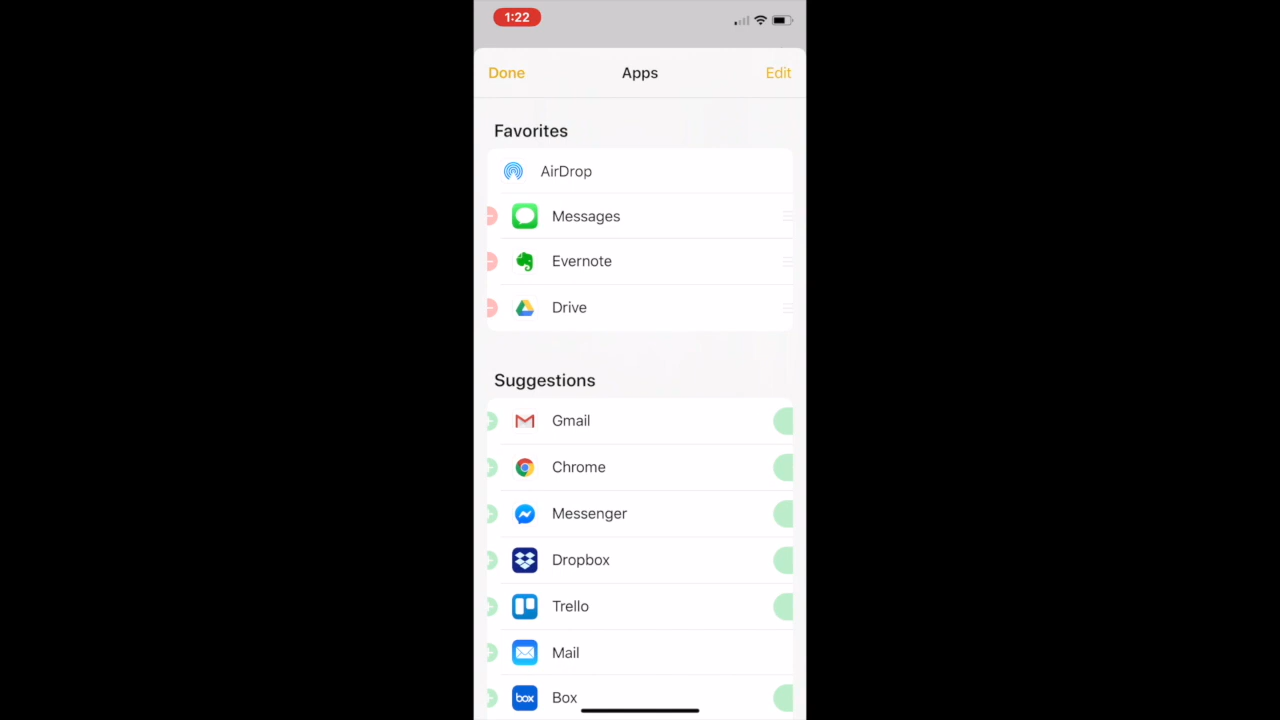 1:22
Done Apps Edit
Favorites
AirDrop
Messages
Evernote
Drive
Suggestions
Gmail
Chrome
Messenger
Dropbox
Trello
Mail
box Box